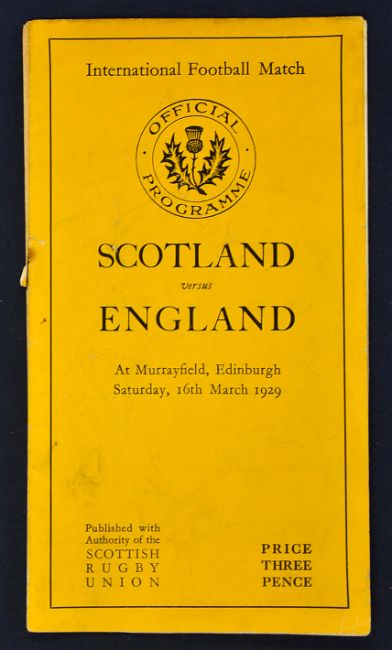 International Football Match
OFFICIAL
PROGRAMME
SCOTLAND
versus
ENGLAND
At Murrayfield, Edinburgh
Saturday, 16th March 1929
Published with
Authority of the
SCOTTISH
RUGBY
UNION
PRICE
THREE
PENCE